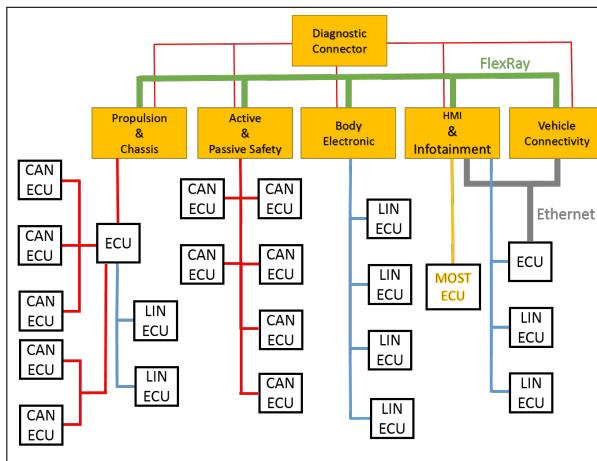 Diagnostic
Connector
FlexRay
Propulsion
&
Chassis
Active
&
Passive Safety
Body
Electronic
HMI
&
Infotainment
Vehicle
Connectivity
CAN
ECU
CAN
ECU
CAN
ECU
CAN
ECU
CAN
ECU
ECU
LIN
ECU
LIN
ECU
CAN
ECU
CAN
ECU
CAN
ECU
CAN
ECU
CAN
ECU
CAN
ECU
LIN
ECU
LIN
ECU
LIN
ECU
LIN
ECU
MOST
ECU
Ethernet
ECU
LIN
ECU
LIN
ECU